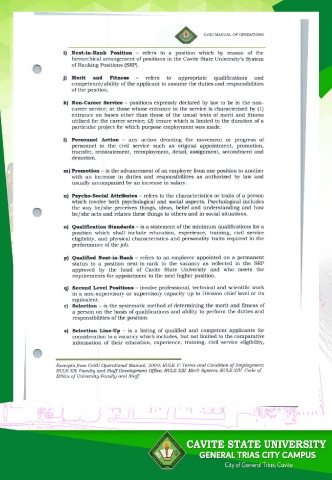 CvSU MANUAL OF OPERATIONS
i) Next-in-Rank Position – refers to a position which by reason of the
hierarchical arrangement of positions in the Cavite State University's System
of Ranking Positions (SRP).
j) Merit and Fitness – refers to appropriate qualifications and
competence/ability of the applicant to assume the duties and responsibilities
of the position.
k) Non-Career Service – positions expressly declared by law to be in the non-
career service; or those whose entrance in the service is characterized by (1)
entrance on bases other than those of the usual tests of merit and fitness
utilized for the career service; (2) tenure which is limited to the duration of a
particular project for which purpose employment was made.
l) Personnel Action – any action denoting the movement or progress of
personnel in the civil service such as original appointment, promotion,
transfer, reinstatement, reemployment, detail, assignment, secondment and
demotion.
m) Promotion – is the advancement of an employee from one position to another
with an increase in duties and responsibilities as authorized by law and
usually accompanied by an increase in salary.
n) Psycho-Social Attributes – refers to the characteristics or traits of a person
which involve both psychological and social aspects. Psychological includes
the way he/she perceives things, ideas, belief and understanding and how
he/she acts and relates these things to others and in social situations.
o) Qualification Standards – is a statement of the minimum qualifications for a
position which shall include education, experience, training, civil service
eligibility, and physical characteristics and personality traits required in the
performance of the job.
p) Qualified Next-in-Rank – refers to an employee appointed on a permanent
status to a position next-in-rank to the vacancy as reflected in the SRP
approved by the head of Cavite State University and who meets the
requirements for appointment to the next higher position.
q) Second Level Positions – involve professional, technical and scientific work
in a non-supervisory or supervisory capacity up to Division chief level or its
equivalent.
r) Selection – is the systematic method of determining the merit and fitness of
a person on the basis of qualifications and ability to perform the duties and
responsibilities of the position.
s) Selection Line-Up – is a listing of qualified and competent applicants for
consideration to a vacancy which includes, but not limited to the comparative
information of their education, experience, training, civil service eligibility,
Excerpts from CvSU Operational Manual, 2009, RULE V: Terms and Condition of Employment;
RULE XII: Faculty and Staff Development Office; RULE XIII: Merit System, RULE XIV: Code of
Ethics of University Faculty and Staff
CAVITE STATE UNIVERSITY
GENERAL TRIAS CITY CAMPUS
City of General Trias, Cavite